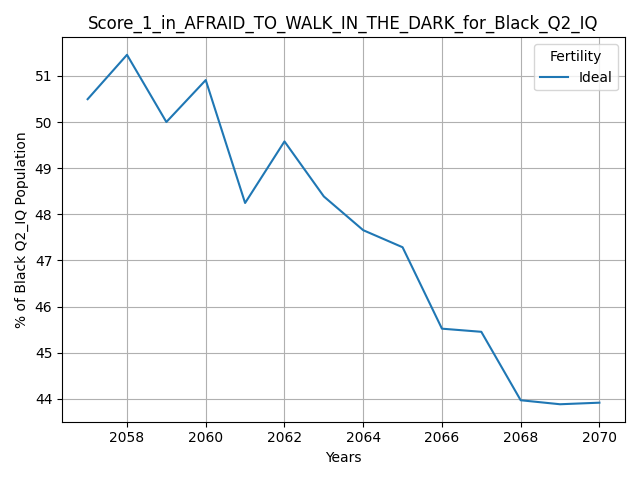 Score_1_in_AFRAID_TO_WALK_IN_THE_DARK_for_Black_Q2_IQ
Fertility
Ideal
% of Black Q2_IQ Population
51
50
49
48
47
46
45
44
2058 2060 2062 2064 2066 2068 2070
Years